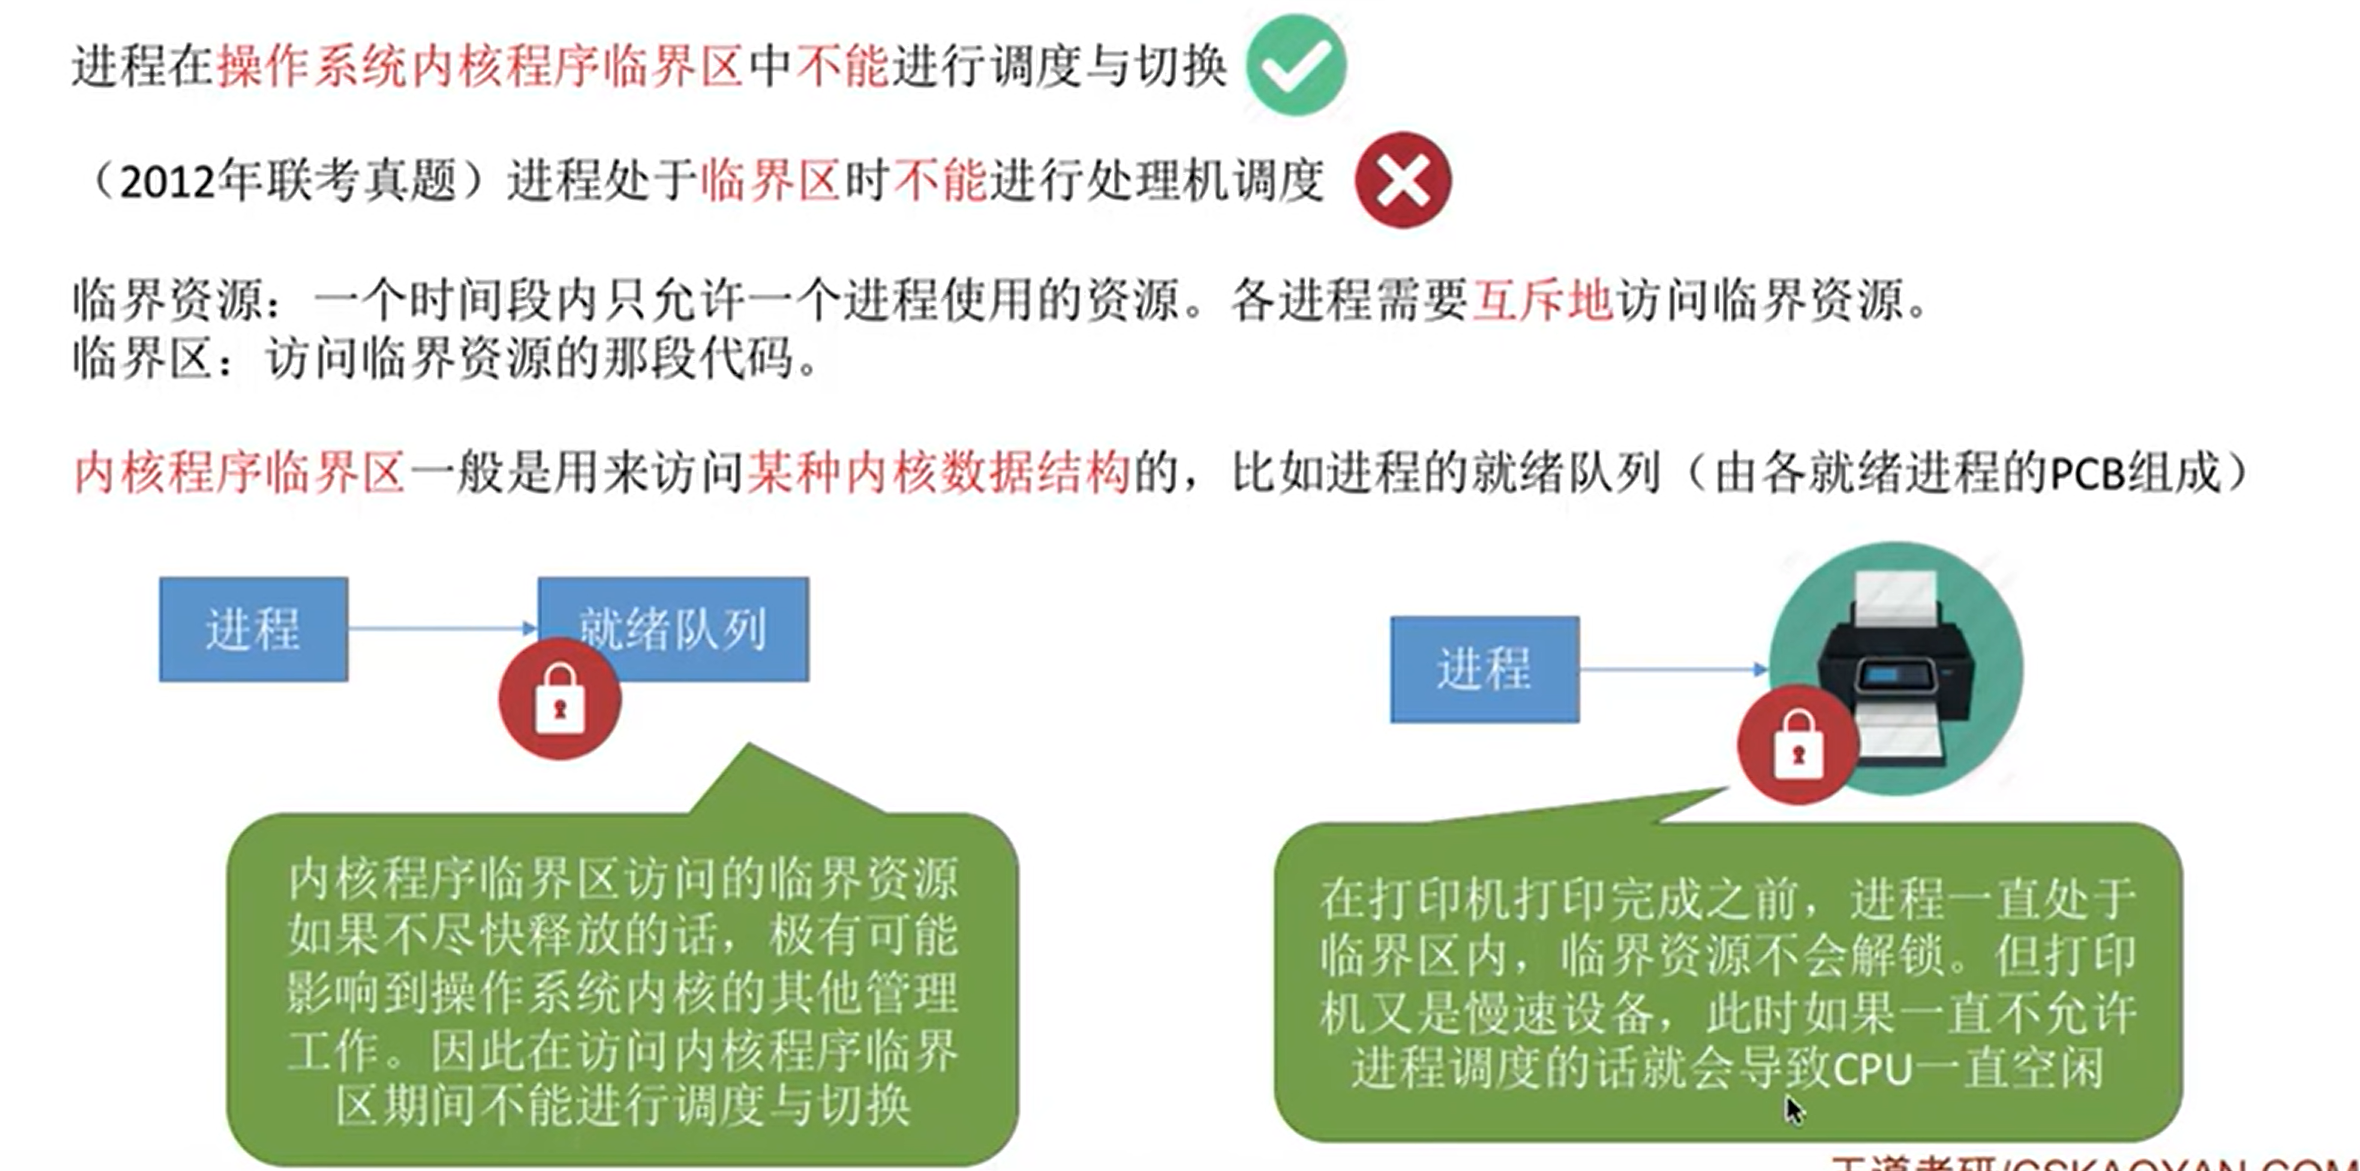 进程在操作系统内核程序临界区中不能进行调度与切换
（2012年联考真题）进程处于临界区时不能进行处理机调度
临界资源：一个时间段内只允许一个进程使用的资源。各进程需要互斥地访问临界资源。
临界区：访问临界资源的那段代码。
内核程序临界区一般是用来访问某种内核数据结构的，比如进程的就绪队列（由各就绪进程的PCB组成）
进程
就绪队列
进程
内核程序临界区访问的临界资源
如果不尽快释放的话，极有可能
影响到操作系统内核的其他管理
工作。因此在访问内核程序临界
区期间不能进行调度与切换
在打印机打印完成之前，进程一直处于
临界区内，临界资源不会解锁。但打印
机又是慢速设备，此时如果一直不允许
进程调度的话就会导致CPU一直空闲
王道考研/CSKAOYAN.COM